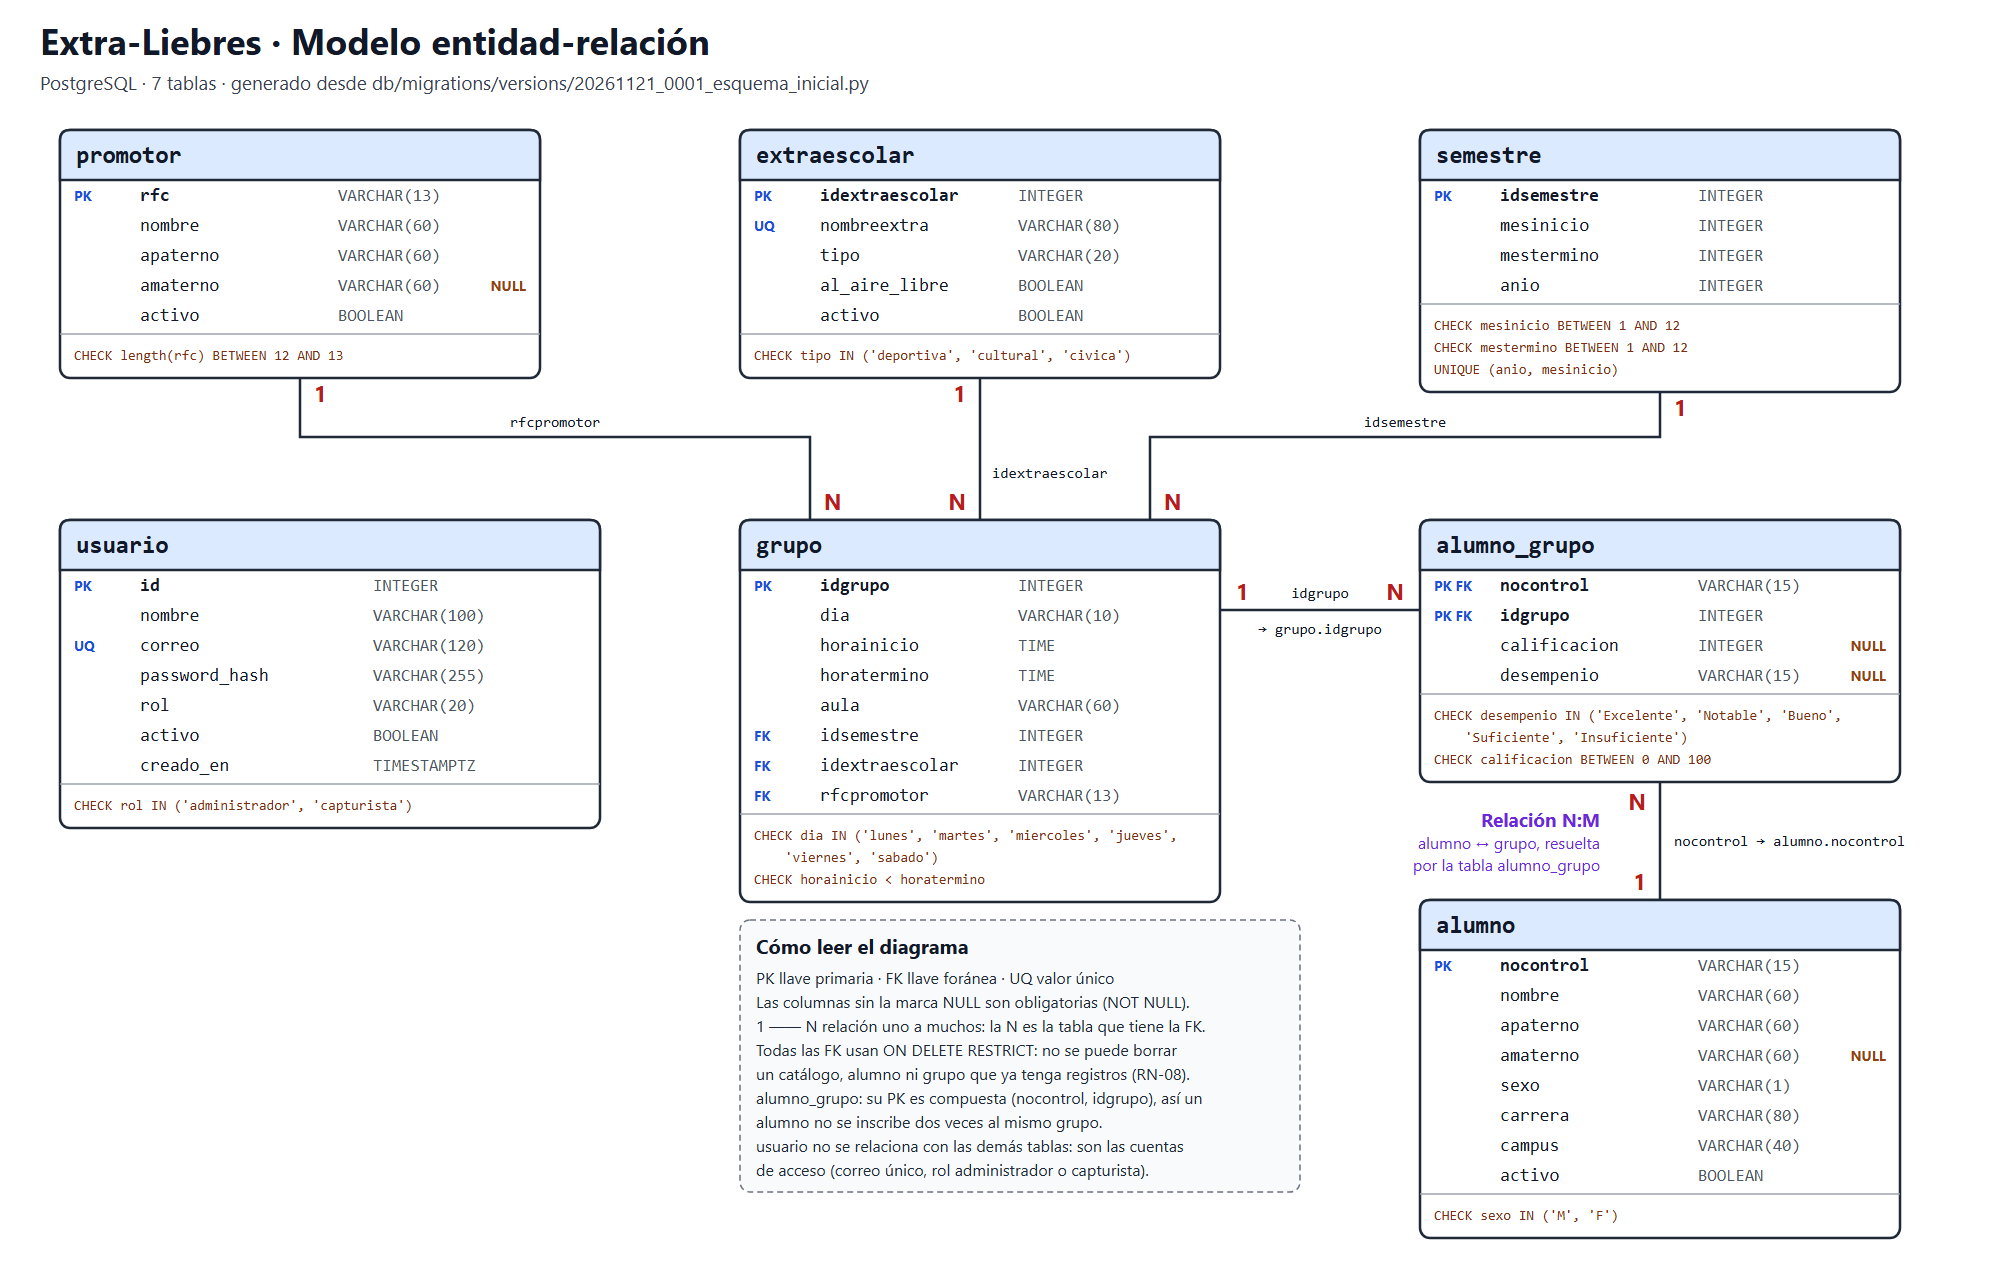 Extra-Liebres · Modelo entidad-relación
PostgreSQL · 7 tablas · generado desde db/migrations/versions/20261121_0001_esquema_inicial.py
promotor
PK rfc VARCHAR(13)
nombre VARCHAR(60)
apaterno VARCHAR(60)
amaterno VARCHAR(60) NULL
activo BOOLEAN
CHECK length(rfc) BETWEEN 12 AND 13
extraescolar
PK idextraescolar INTEGER
UQ nombreextra VARCHAR(80)
tipo VARCHAR(20)
al_aire_libre BOOLEAN
activo BOOLEAN
CHECK tipo IN ('deportiva', 'cultural', 'civica')
semestre
PK idsemestre INTEGER
mesinicio INTEGER
mestermino INTEGER
anio INTEGER
CHECK mesinicio BETWEEN 1 AND 12
CHECK mestermino BETWEEN 1 AND 12
UNIQUE (anio, mesinicio)
1
rfcpromotor
N
1
idextraescolar
N
1
idsemestre
N
usuario
PK id INTEGER
nombre VARCHAR(100)
UQ correo VARCHAR(120)
password_hash VARCHAR(255)
rol VARCHAR(20)
activo BOOLEAN
creado_en TIMESTAMPTZ
CHECK rol IN ('administrador', 'capturista')
grupo
PK idgrupo INTEGER
dia VARCHAR(10)
horainicio TIME
horatermino TIME
aula VARCHAR(60)
FK idsemestre INTEGER
FK idextraescolar INTEGER
FK rfcpromotor VARCHAR(13)
CHECK dia IN ('lunes', 'martes', 'miercoles', 'jueves',
'viernes', 'sabado')
CHECK horainicio < horatermino
1 idgrupo N
→ grupo.idgrupo
alumno_grupo
PK FK nocontrol VARCHAR(15)
PK FK idgrupo INTEGER
calificacion INTEGER NULL
desempenio VARCHAR(15) NULL
CHECK desempenio IN ('Excelente', 'Notable', 'Bueno',
'Suficiente', 'Insuficiente')
CHECK calificacion BETWEEN 0 AND 100
N
Relación N:M
alumno ↔ grupo, resuelta
por la tabla alumno_grupo
nocontrol → alumno.nocontrol
1
alumno
PK nocontrol VARCHAR(15)
nombre VARCHAR(60)
apaterno VARCHAR(60)
amaterno VARCHAR(60) NULL
sexo VARCHAR(1)
carrera VARCHAR(80)
campus VARCHAR(40)
activo BOOLEAN
CHECK sexo IN ('M', 'F')
Cómo leer el diagrama
PK llave primaria · FK llave foránea · UQ valor único
Las columnas sin la marca NULL son obligatorias (NOT NULL).
1 —— N relación uno a muchos: la N es la tabla que tiene la FK.
Todas las FK usan ON DELETE RESTRICT: no se puede borrar
un catálogo, alumno ni grupo que ya tenga registros (RN-08).
alumno_grupo: su PK es compuesta (nocontrol, idgrupo), así un
alumno no se inscribe dos veces al mismo grupo.
usuario no se relaciona con las demás tablas: son las cuentas
de acceso (correo único, rol administrador o capturista).